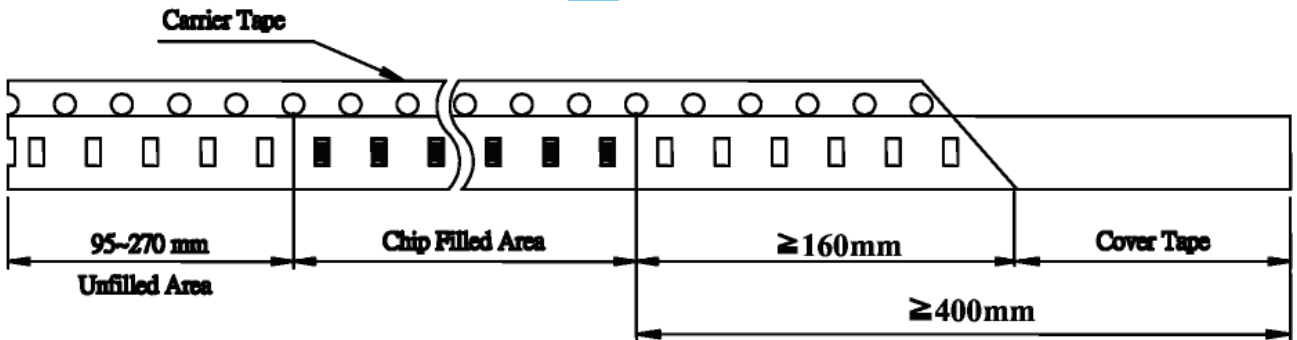 Carrier Tape
95~270 mm
Chip Filled Area
≧160mm
Cover Tape
Unfilled Area
≧400mm